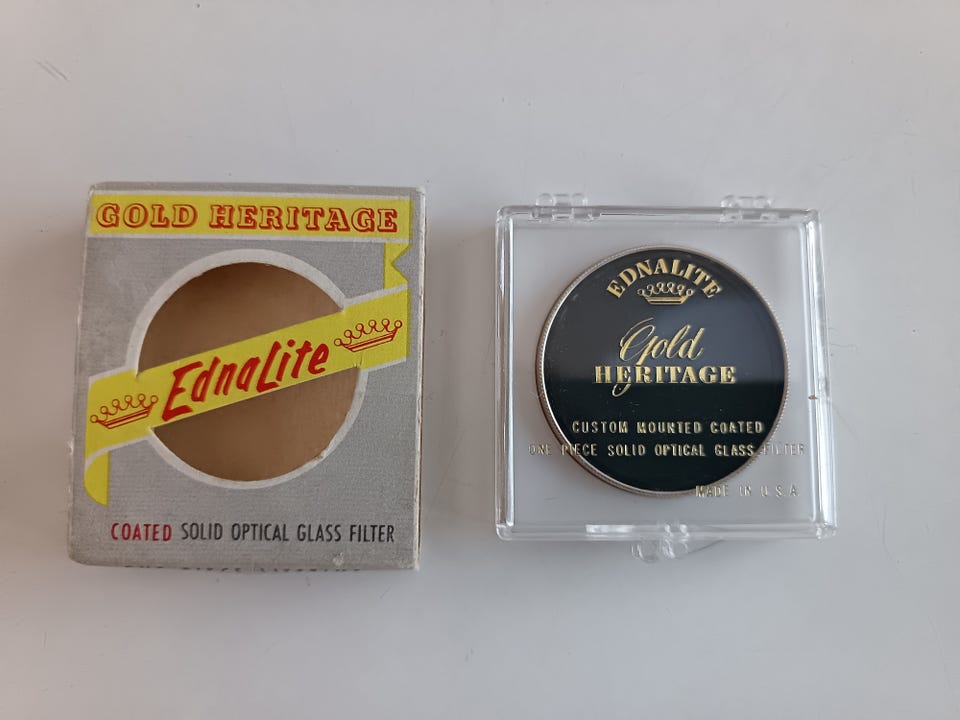 GOLD HERITAGE
EdnaLite
COATED SOLID OPTICAL GLASS FILTER
EDNALITE
Gold
HERITAGE
CUSTOM MOUNTED COATED
ONE PIECE SOLID OPTICAL GLASS FILTER
MADE IN U.S.A.